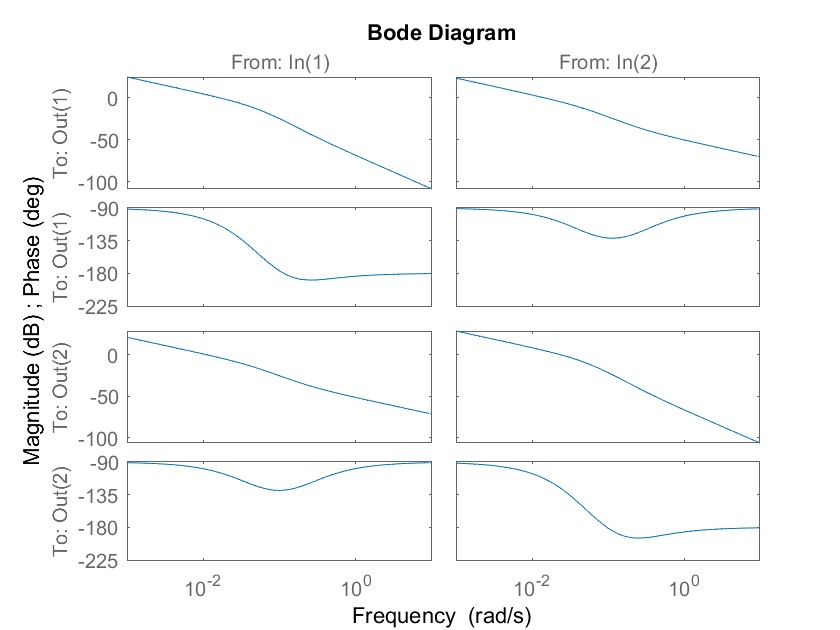 Bode Diagram
From: In(1)
From: In(2)
Magnitude (dB) ; Phase (deg)
To: Out(1)
0
-50
-100
To: Out(1)
-90
-135
-180
-225
To: Out(2)
0
-50
-100
To: Out(2)
-90
-135
-180
-225
10^-2
10^0
10^-2
10^0
Frequency (rad/s)